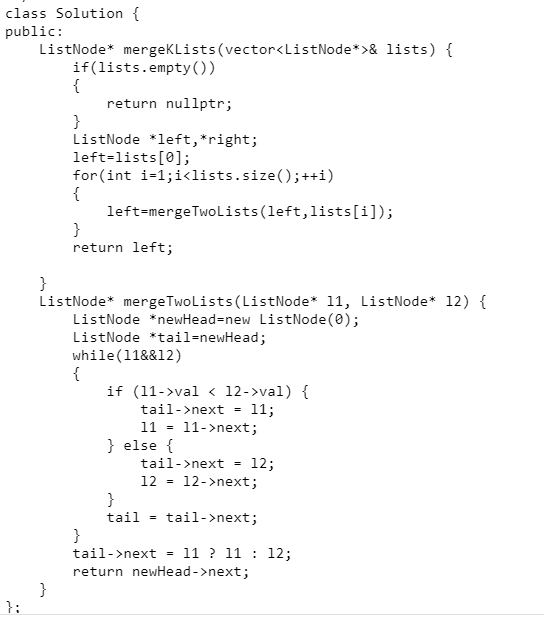 class Solution {
public:
    ListNode* mergeKLists(vector<ListNode*>& lists) {
        if(lists.empty())
        {
            return nullptr;
        }
        ListNode *left,*right;
        left=lists[0];
        for(int i=1;i<lists.size();++i)
        {
            left=mergeTwoLists(left,lists[i]);
        }
        return left;

    }
    ListNode* mergeTwoLists(ListNode* l1, ListNode* l2) {
        ListNode *newHead=new ListNode(0);
        ListNode *tail=newHead;
        while(l1&&l2)
        {
            if (l1->val < l2->val) {
                tail->next = l1;
                l1 = l1->next;
            } else {
                tail->next = l2;
                l2 = l2->next;
            }
            tail = tail->next;
        }
        tail->next = l1 ? l1 : l2;
        return newHead->next;
    }
};